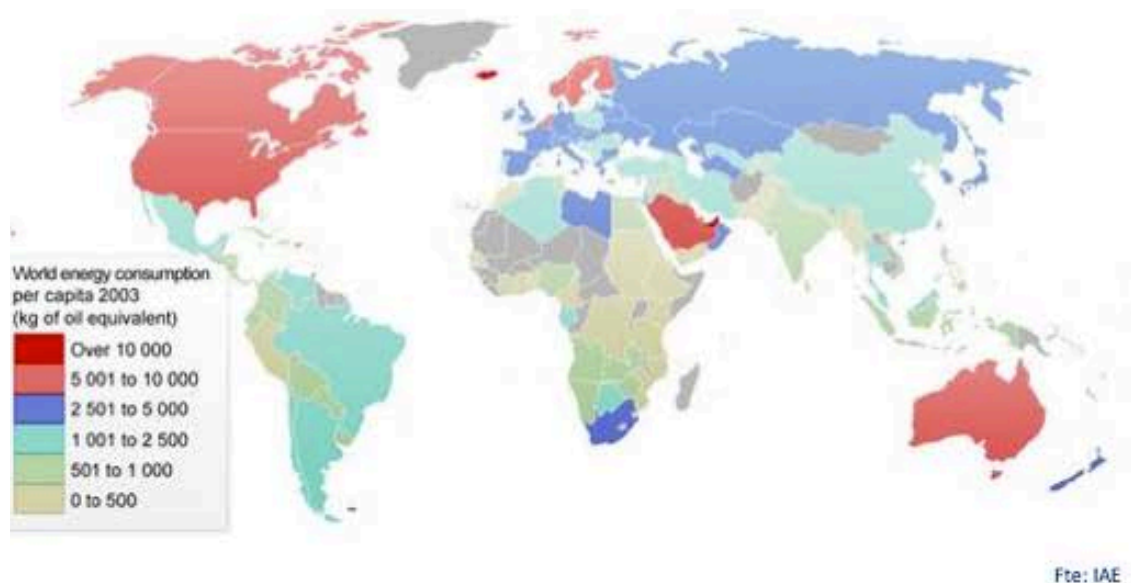 World energy consumption
per capita 2003
(kg of oil equivalent)
Over 10 000
5 001 to 10 000
2 501 to 5 000
1 001 to 2 500
501 to 1 000
0 to 500
Fte: IAE